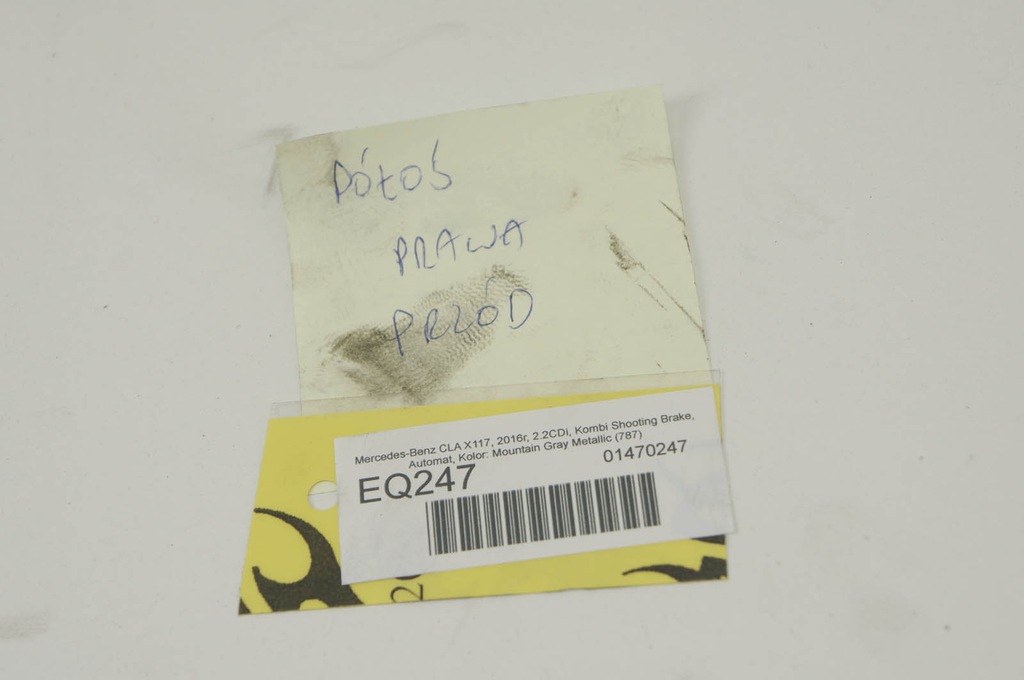 PÓŁOŚ
PRAWA
PRZÓD
Mercedes-Benz CLA X117, 2016r, 2.2CDi, Kombi Shooting Brake,
Automat, Kolor: Mountain Gray Metallic (787)
EQ247
01470247